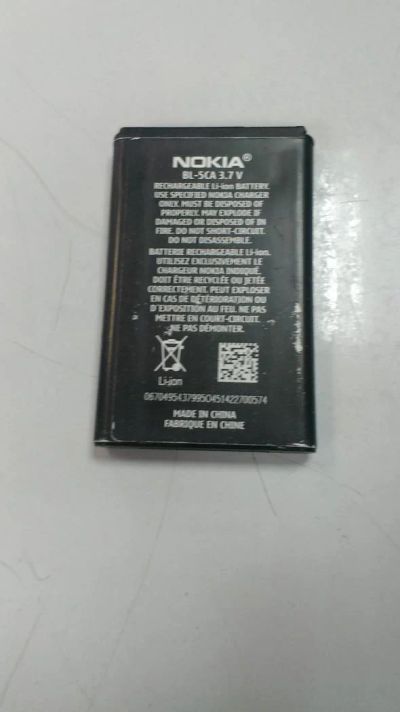 NOKIA®
BL-5CA 3.7 V
RECHARGEABLE Li-ion BATTERY.
USE SPECIFIED NOKIA CHARGER
ONLY. MUST BE DISPOSED OF
PROPERLY. MAY EXPLODE IF
DAMAGED OR DISPOSED OF IN
FIRE. DO NOT SHORT-CIRCUIT.
DO NOT DISASSEMBLE.
BATTERIE RECHARGEABLE Li-ion.
UTILISEZ EXCLUSIVEMENT LE
CHARGEUR NOKIA INDIQUÉ.
DOIT ÊTRE RECYCLÉE OU JETÉE
CORRECTEMENT. PEUT EXPLOSER
EN CAS DE DÉTÉRIORATION OU
D'EXPOSITION AU FEU. NE PAS
METTRE EN COURT-CIRCUIT.
NE PAS DÉMONTER.
Li-ion
0670495437995O451422700574
MADE IN CHINA
FABRIQUE EN CHINE